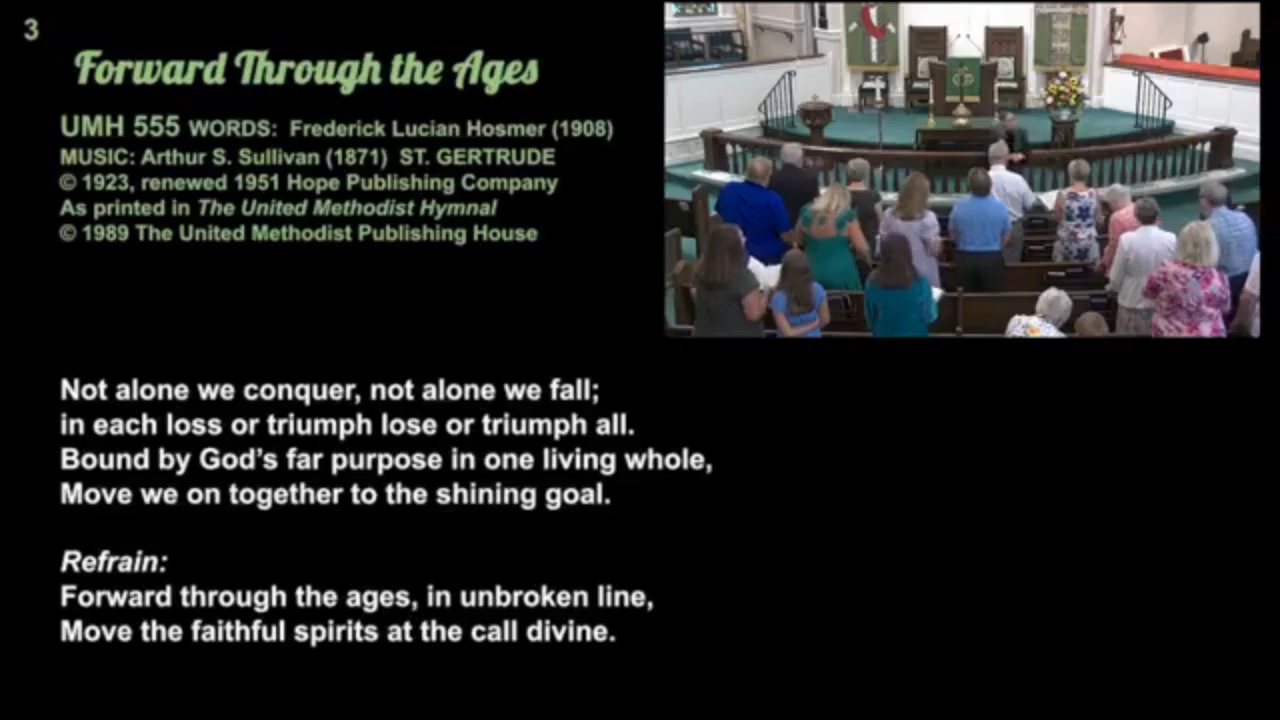 3
Forward Through the Ages
UMH 555 WORDS: Frederick Lucian Hosmer (1908)
MUSIC: Arthur S. Sullivan (1871) ST. GERTRUDE
© 1923, renewed 1951 Hope Publishing Company
As printed in The United Methodist Hymnal
© 1989 The United Methodist Publishing House
Not alone we conquer, not alone we fall;
in each loss or triumph lose or triumph all.
Bound by God’s far purpose in one living whole,
Move we on together to the shining goal.
Refrain:
Forward through the ages, in unbroken line,
Move the faithful spirits at the call divine.